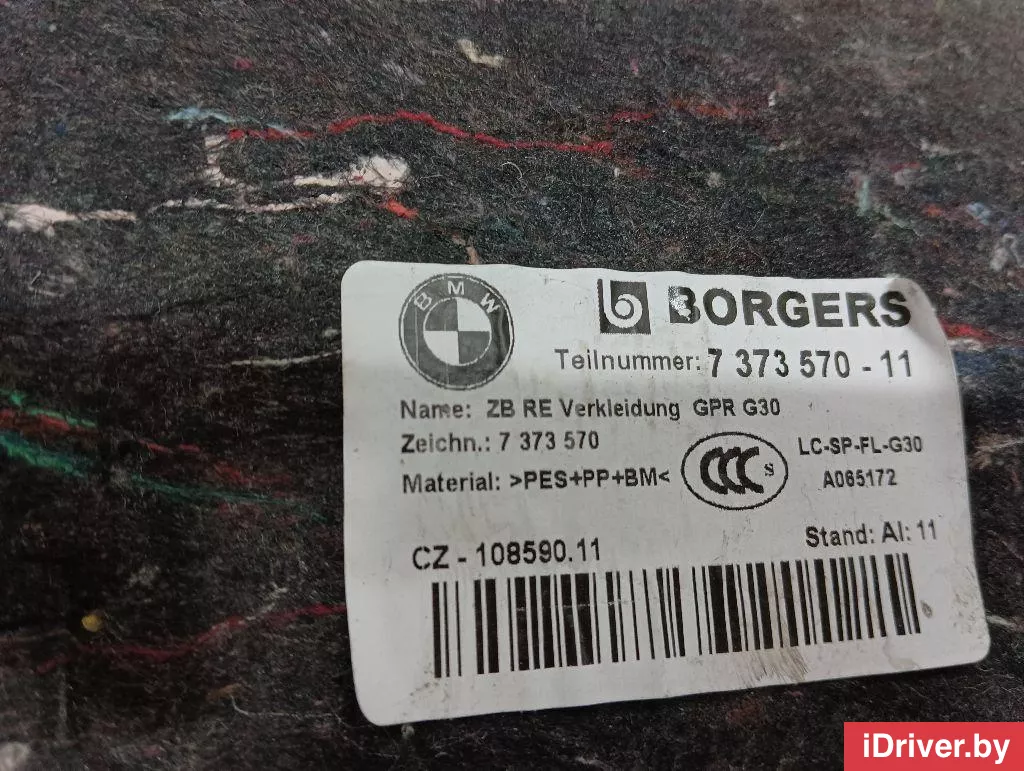 BMW
BORGERS
Teilnummer: 7 373 570 - 11
Name: ZB RE Verkleidung GPR G30
Zeichn.: 7 373 570
Material: >PES+PP+BM<
CCC S
LC-SP-FL-G30
A065172
CZ - 108590.11
Stand: AI: 11
iDriver.by